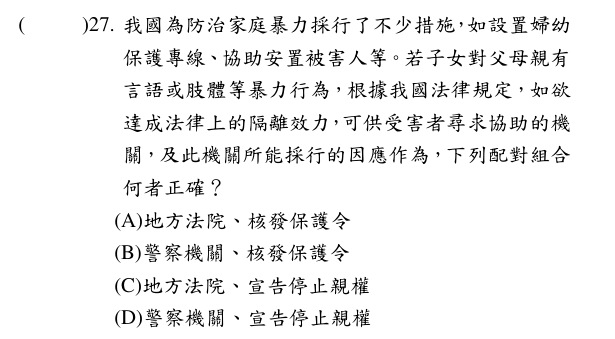 (　　)27. 我國為防治家庭暴力採行了不少措施，如設置婦幼
保護專線、協助安置被害人等。若子女對父母親有
言語或肢體等暴力行為，根據我國法律規定，如欲
達成法律上的隔離效力，可供受害者尋求協助的機
關，及此機關所能採行的因應作為，下列配對組合
何者正確？
(A)地方法院、核發保護令
(B)警察機關、核發保護令
(C)地方法院、宣告停止親權
(D)警察機關、宣告停止親權